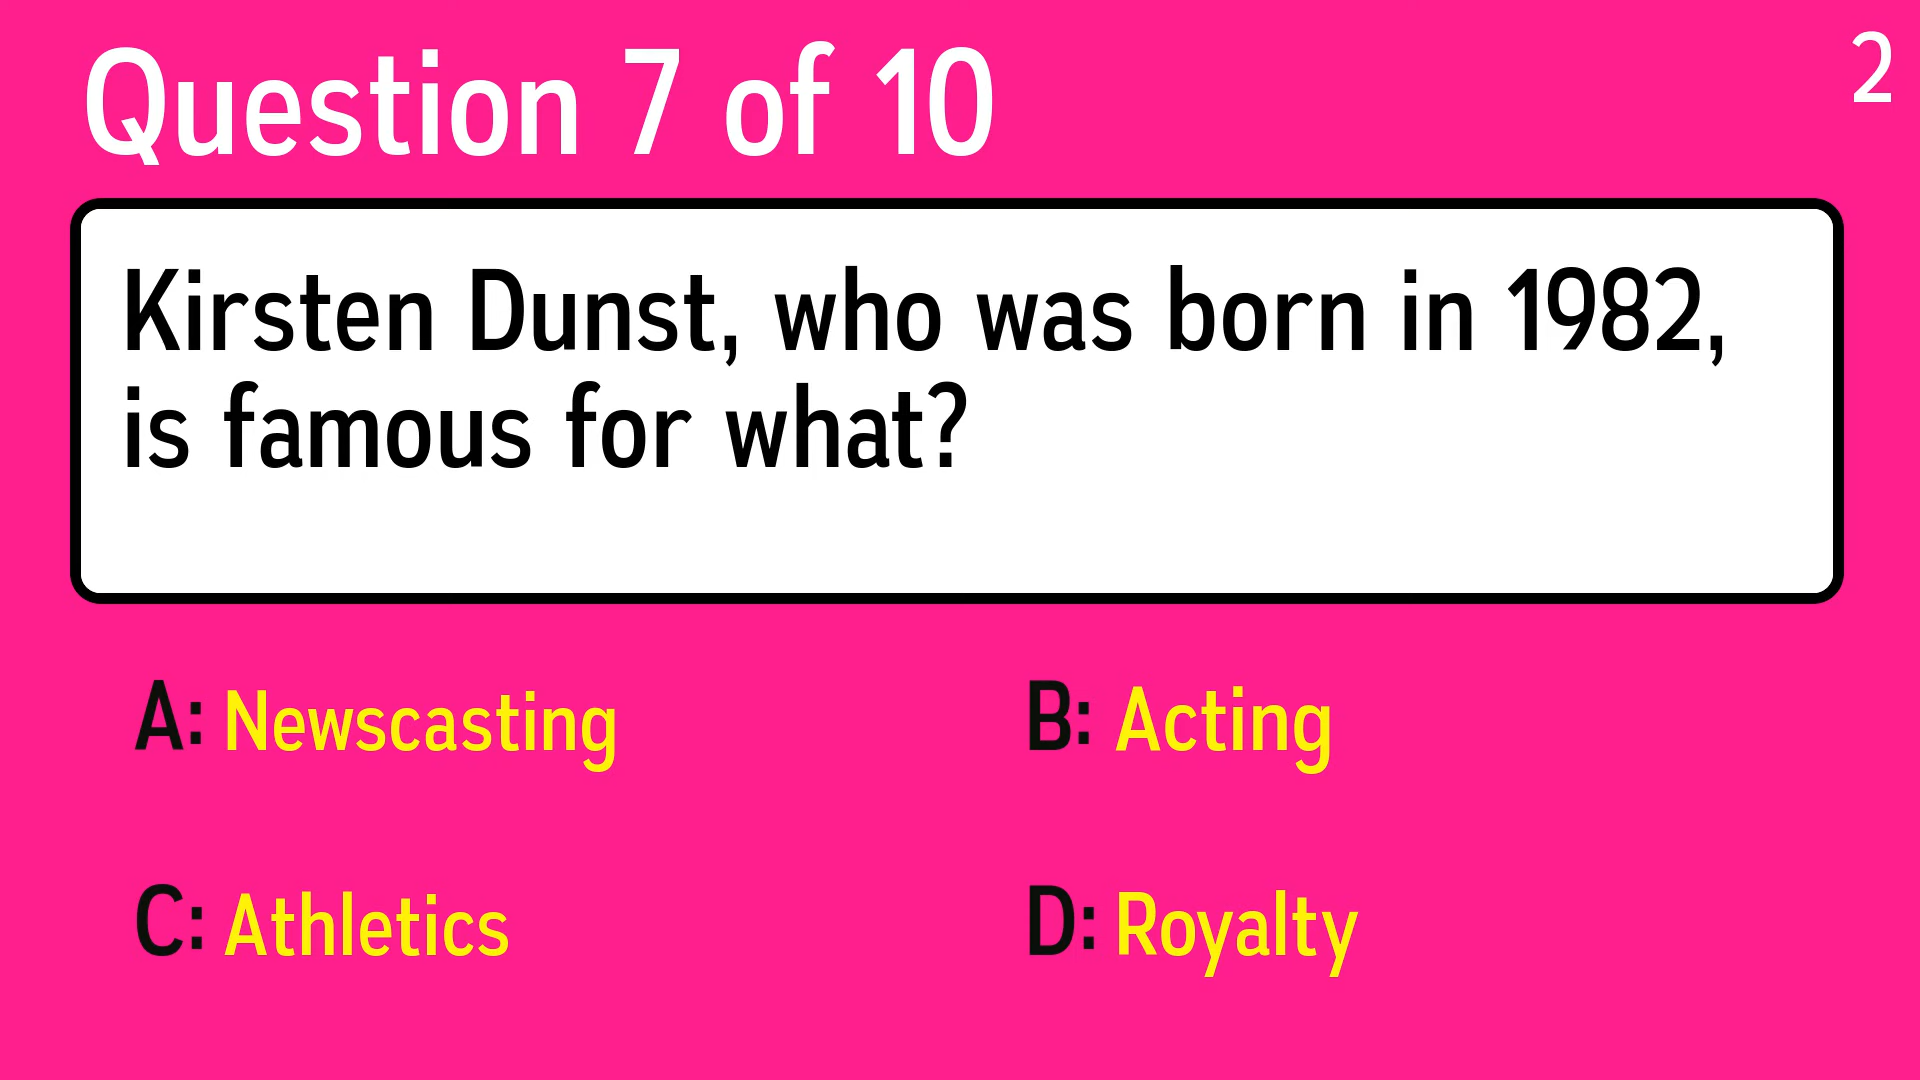 Question 7 of 10
2
Kirsten Dunst, who was born in 1982,
is famous for what?
A: Newscasting
B: Acting
C: Athletics
D: Royalty